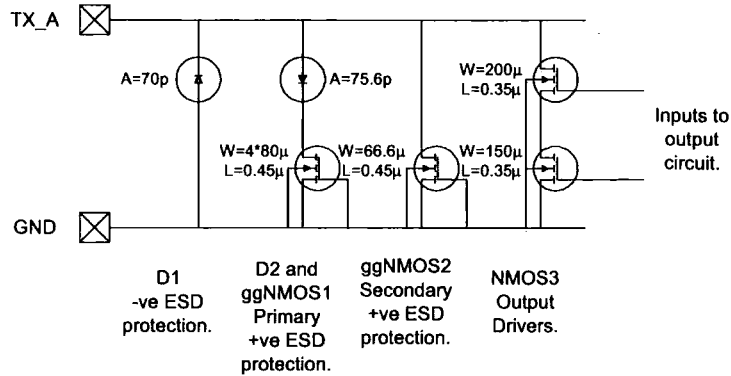 TX_A
A=70p
A=75.6p
W=200µ
L=0.35µ
W=4*80µ
L=0.45µ
W=66.6µ
L=0.45µ
W=150µ
L=0.35µ
Inputs to
output
circuit.
GND
D1
-ve ESD
protection.
D2 and
ggNMOS1
Primary
+ve ESD
protection.
ggNMOS2
Secondary
+ve ESD
protection.
NMOS3
Output
Drivers.